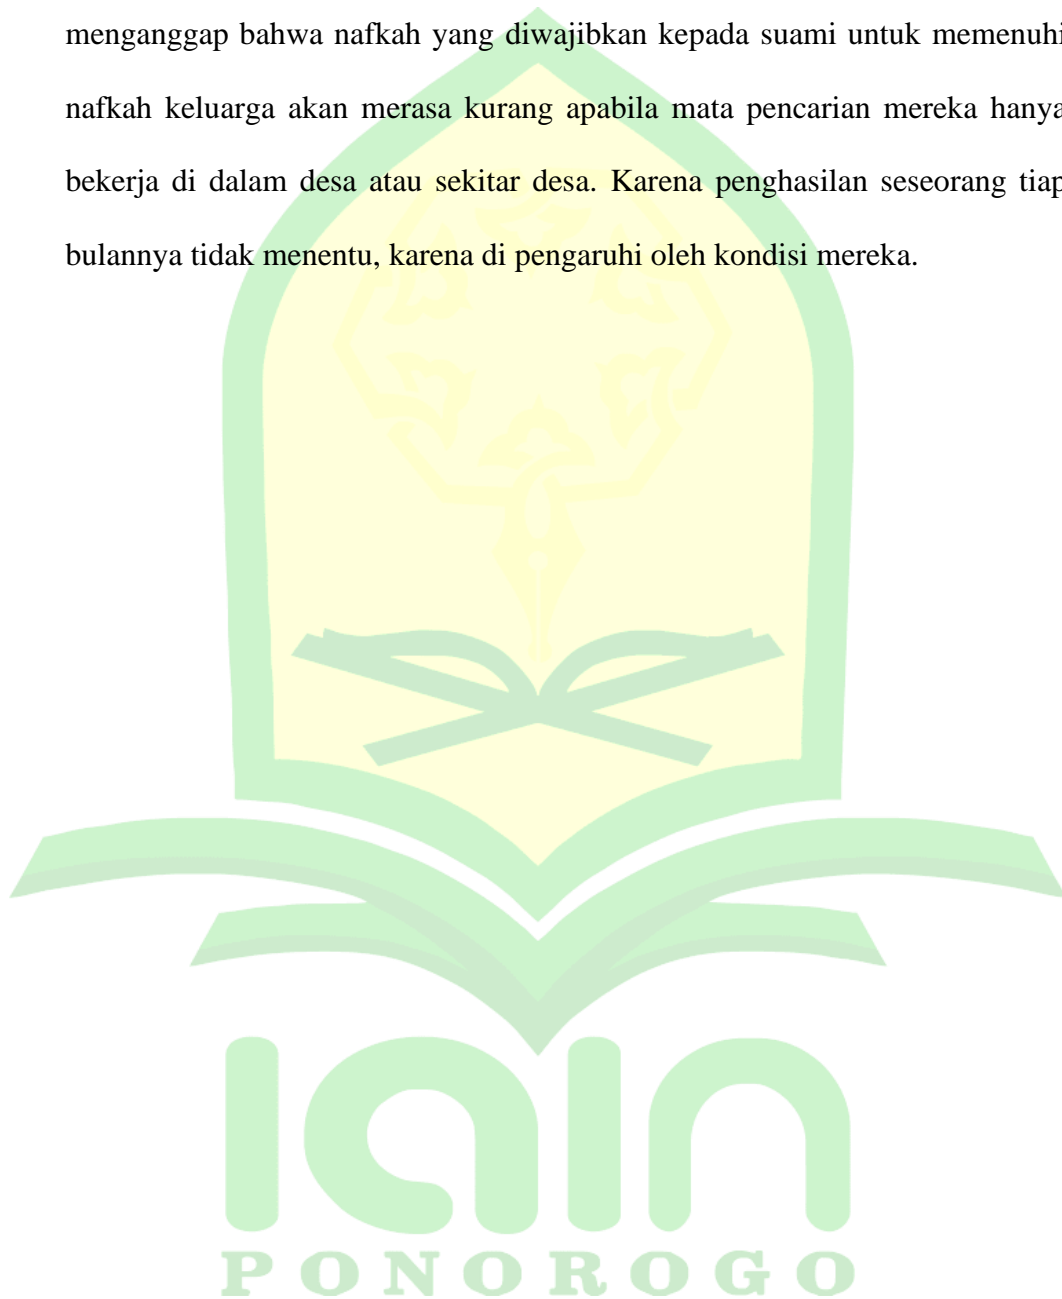 menganggap bahwa nafkah yang diwajibkan kepada suami untuk memenuhi
nafkah keluarga akan merasa kurang apabila mata pencarian mereka hanya
bekerja di dalam desa atau sekitar desa. Karena penghasilan seseorang tiap
bulannya tidak menentu, karena di pengaruhi oleh kondisi mereka.
iain
PONOROGO